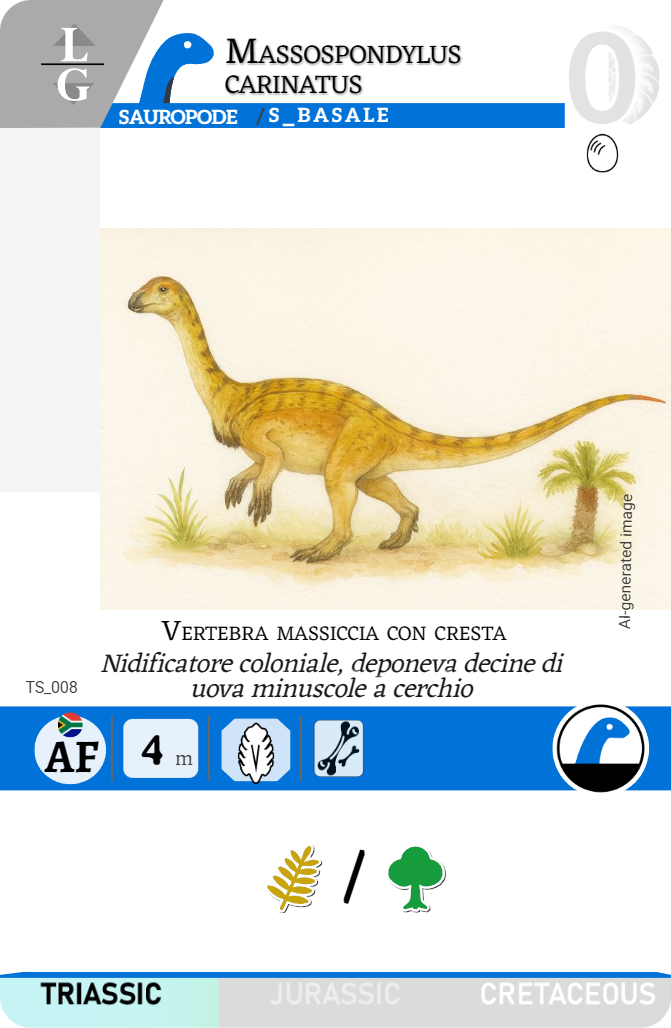 L
G
MASSOSPONDYLUS
CARINATUS
SAUROPODE / S_BASALE
0
AI-generated image
VERTEBRA MASSICCIA CON CRESTA
Nidificatore coloniale, deponeva decine di
uova minuscole a cerchio
TS_008
AF
4 m
/
TRIASSIC JURASSIC CRETACEOUS